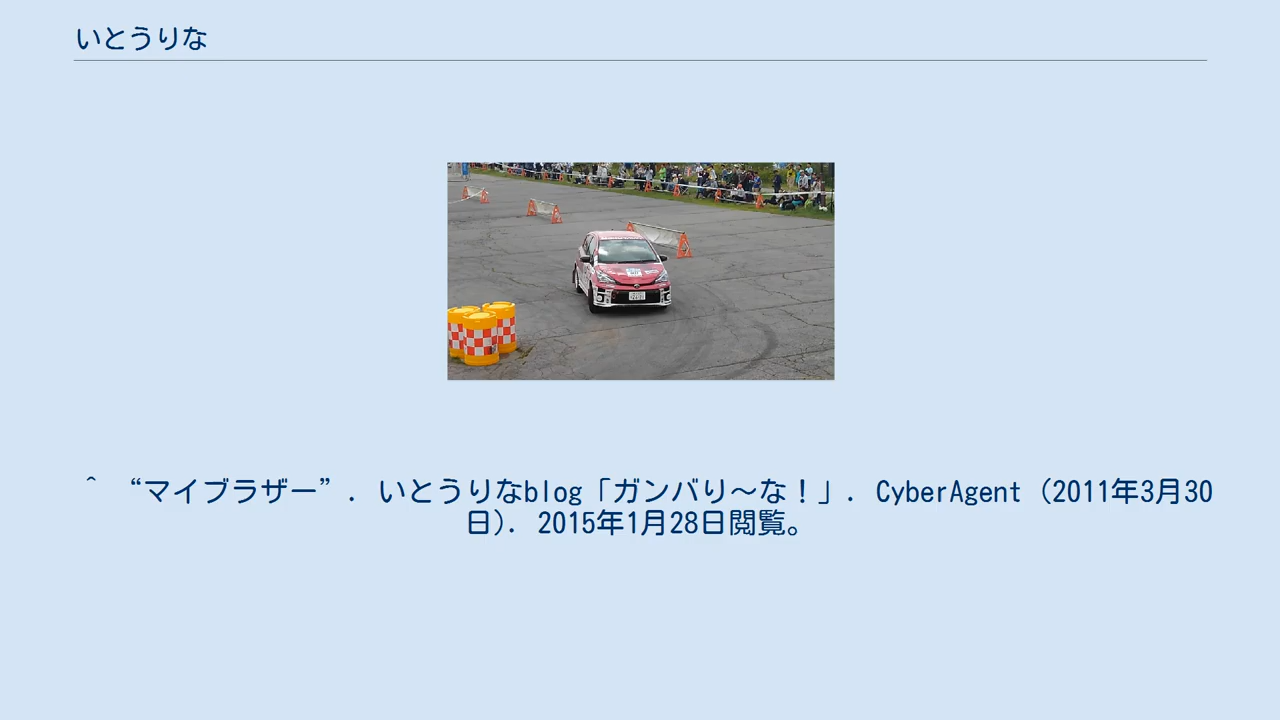 いとうりな
^ “マイブラザー”. いとうりなblog「ガンバり〜な！」. CyberAgent (2011年3月30
日). 2015年1月28日閲覧。